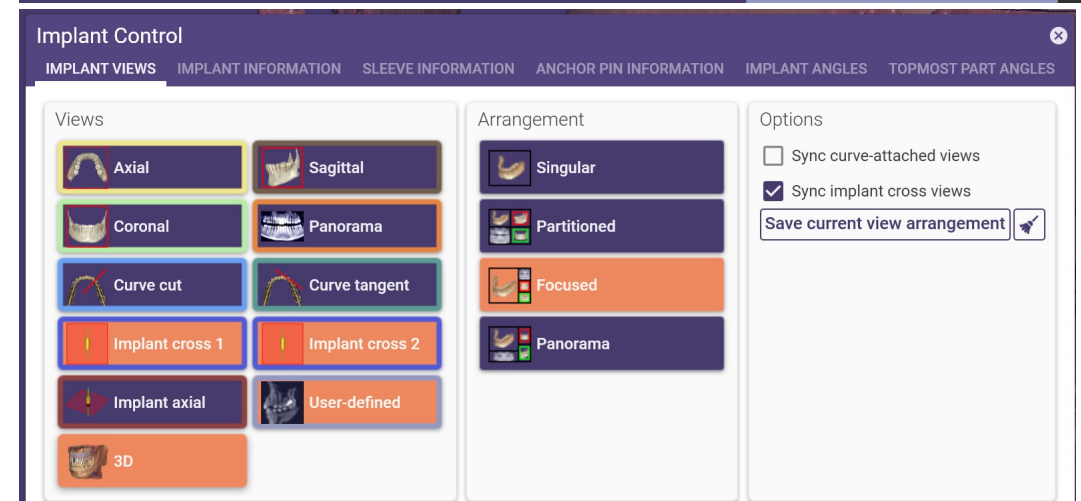 Implant Control
IMPLANT VIEWS IMPLANT INFORMATION SLEEVE INFORMATION ANCHOR PIN INFORMATION IMPLANT ANGLES TOPMOST PART ANGLES
Views
Axial
Sagittal
Coronal
Panorama
Curve cut
Curve tangent
Implant cross 1
Implant cross 2
Implant axial
User-defined
3D
Arrangement
Singular
Partitioned
Focused
Panorama
Options
Sync curve-attached views
Sync implant cross views
Save current view arrangement